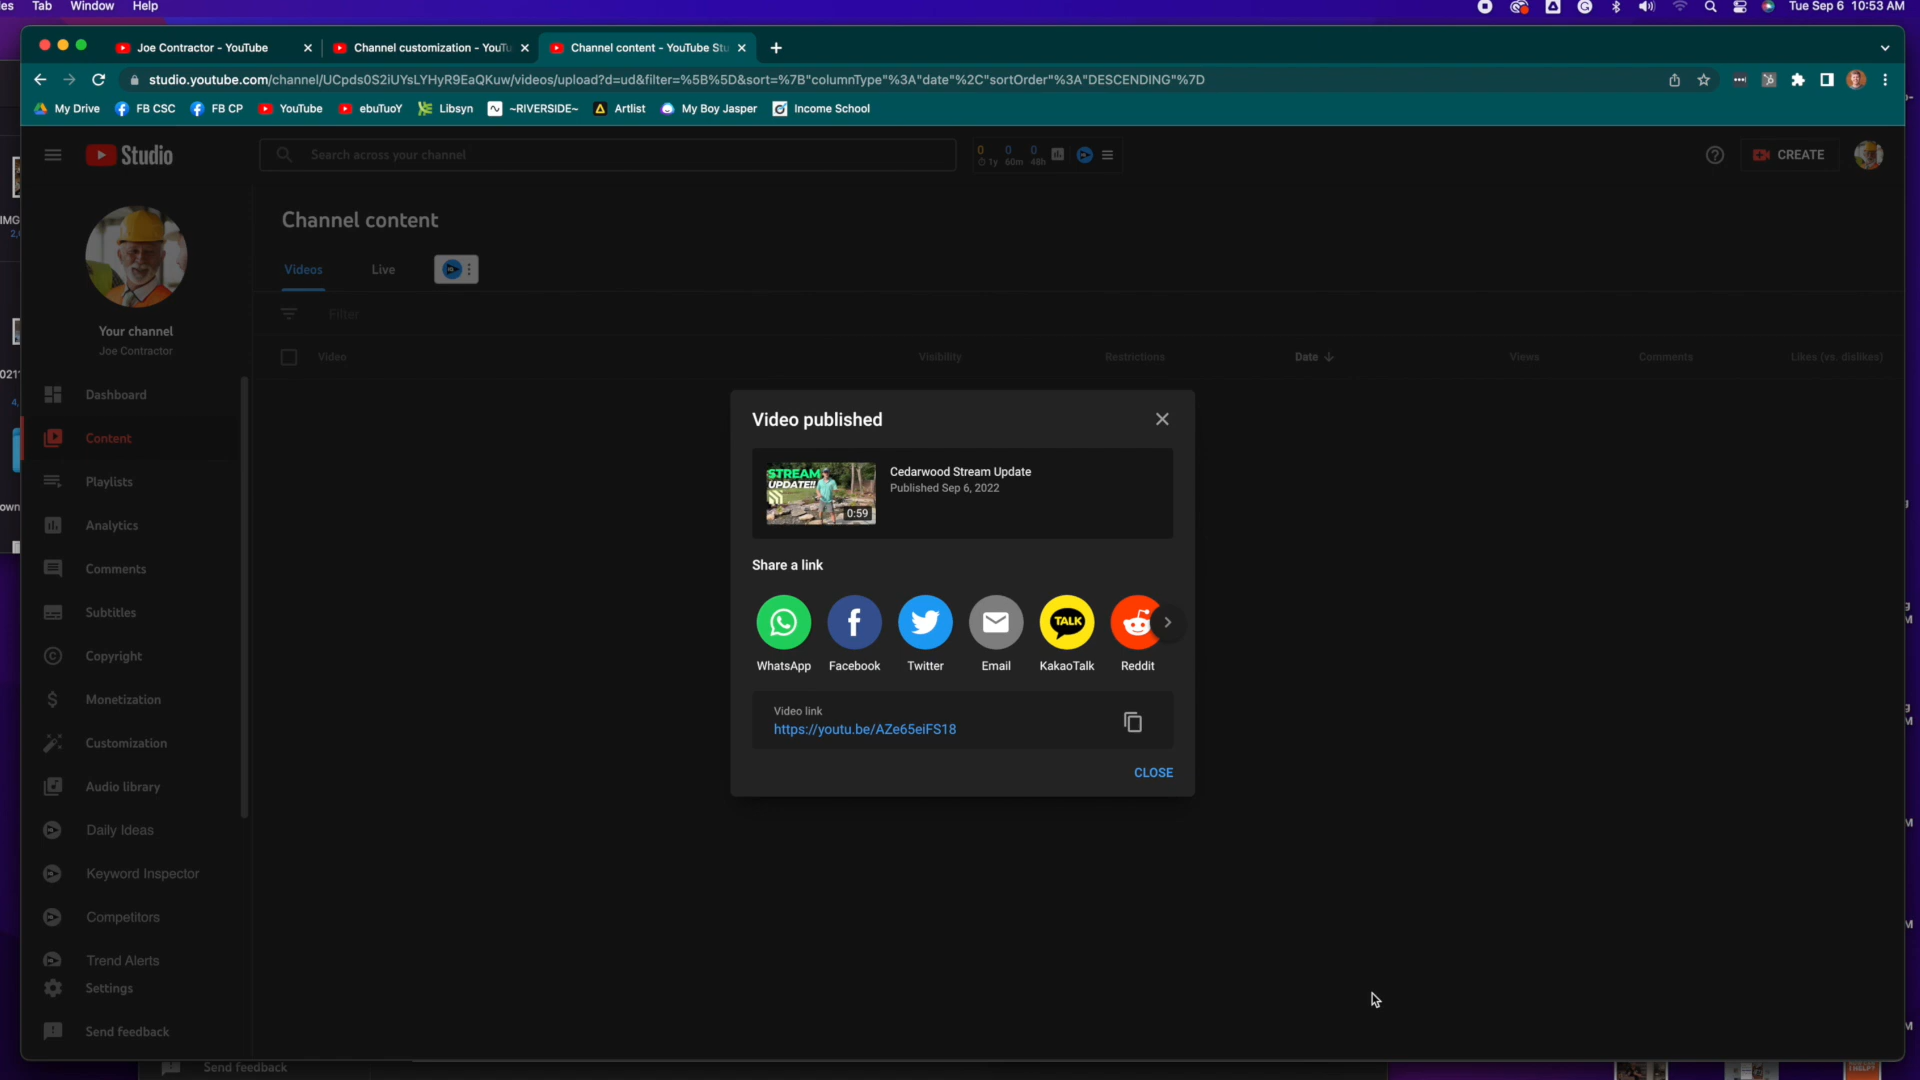 Tab Window Help
Tue Sep 6 10:53 AM
Joe Contractor - YouTube
Channel customization - YouTu
Channel content - YouTube Stu
studio.youtube.com/channel/UCpds0S2iUYsLYHyR9EaQKuw/videos/upload?d=ud&filter=%5B%5D&sort=%7B"columnType"%3A"date"%2C"sortOrder"%3A"DESCENDING"%7D
My Drive FB CSC FB CP YouTube ebuTuoY Libsyn ~RIVERSIDE~ Artlist My Boy Jasper Income School
Studio
Search across your channel
0 0 0
1y 60m 48h
CREATE
Channel content
Videos Live
Filter
Video Visibility Restrictions Date Views Comments Likes (vs. dislikes)
Your channel
Joe Contractor
Dashboard
Content
Playlists
Analytics
Comments
Subtitles
Copyright
Monetization
Customization
Audio library
Daily Ideas
Keyword Inspector
Competitors
Trend Alerts
Settings
Send feedback
Video published
STREAM
UPDATE!!
0:59
Cedarwood Stream Update
Published Sep 6, 2022
Share a link
TALK
WhatsApp Facebook Twitter Email KakaoTalk Reddit
Video link
https://youtu.be/AZe65eiFS18
CLOSE
Send feedback